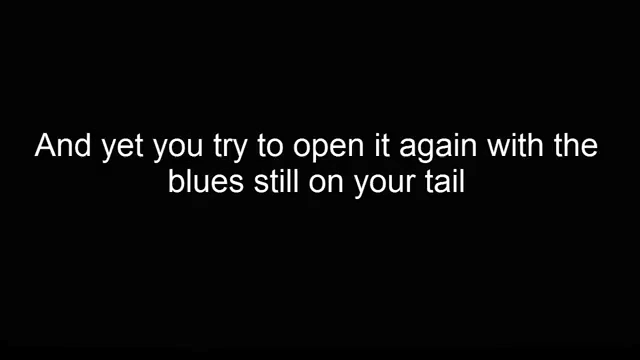 And yet you try to open it again with the
blues still on your tail